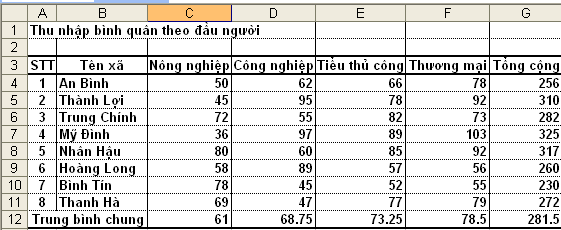 A B C D E F G
1 Thu nhập bình quân theo đầu người
2
3 STT Tên xã Nông nghiệp Công nghiệp Tiểu thủ công Thương mại Tổng cộng
4 1 An Bình 50 62 66 78 256
5 2 Thành Lợi 45 95 78 92 310
6 3 Trung Chính 72 55 82 73 282
7 4 Mỹ Đình 36 97 89 103 325
8 5 Nhân Hậu 80 60 85 92 317
9 6 Hoàng Long 58 89 57 56 260
10 7 Bình Tín 78 45 52 55 230
11 8 Thanh Hà 69 47 77 79 272
12 Trung bình chung 61 68.75 73.25 78.5 281.5